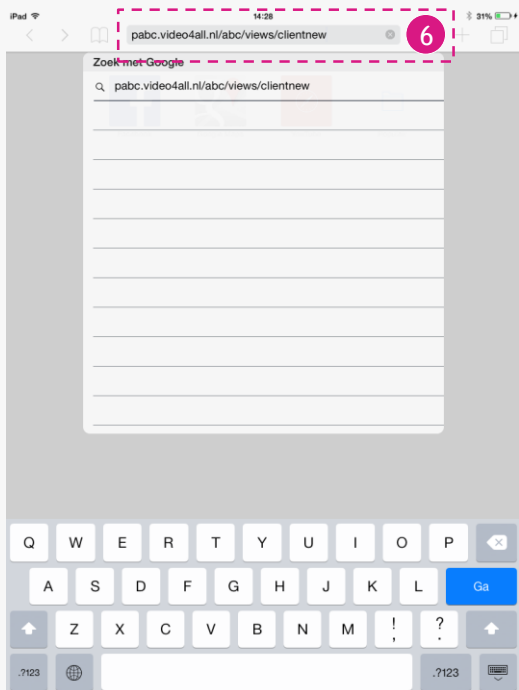 iPad 14:28 31%
pabc.video4all.nl/abc/views/clientnew 6
Zoek met Google
pabc.video4all.nl/abc/views/clientnew
Q W E R T Y U I O P
A S D F G H J K L Ga
Z X C V B N M ! , ? .
.?123 .?123